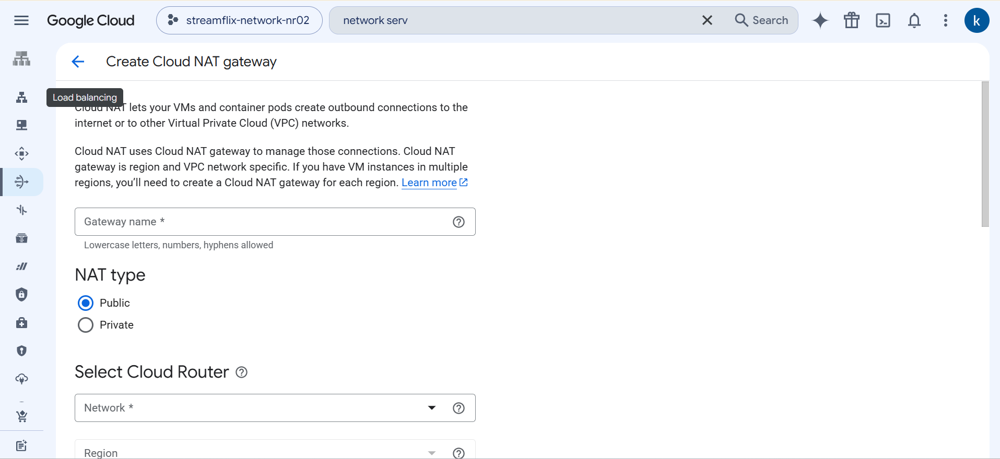 Google Cloud
streamflix-network-nr02
network serv
Search
k
Create Cloud NAT gateway
Load balancing
Cloud NAT lets your VMs and container pods create outbound connections to the
internet or to other Virtual Private Cloud (VPC) networks.
Cloud NAT uses Cloud NAT gateway to manage those connections. Cloud NAT
gateway is region and VPC network specific. If you have VM instances in multiple
regions, you’ll need to create a Cloud NAT gateway for each region. Learn more
Gateway name *
Lowercase letters, numbers, hyphens allowed
NAT type
Public
Private
Select Cloud Router
Network *
Region